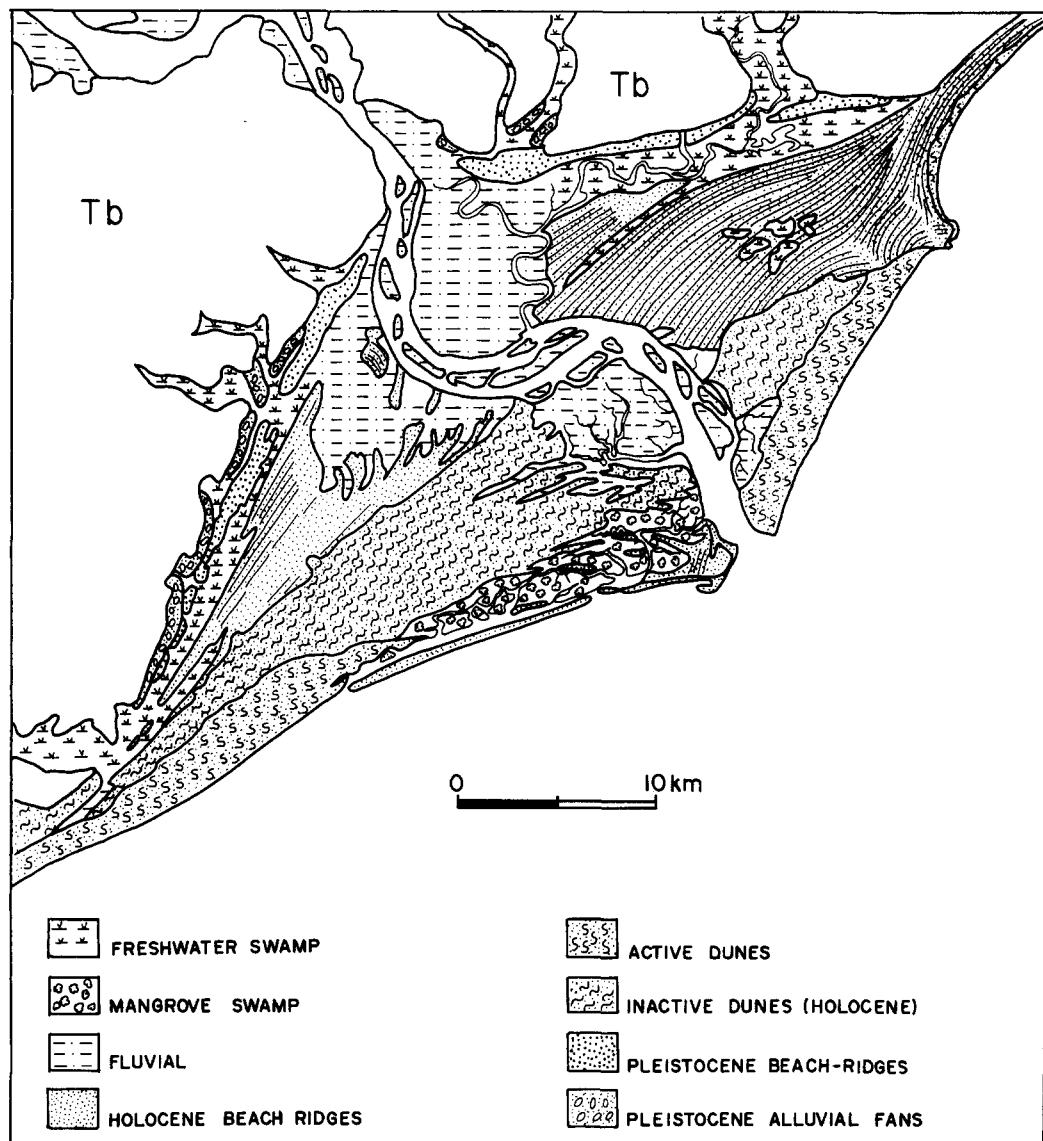 Tb
Tb
0 10 km
FRESHWATER SWAMP
MANGROVE SWAMP
FLUVIAL
HOLOCENE BEACH RIDGES
ACTIVE DUNES
INACTIVE DUNES (HOLOCENE)
PLEISTOCENE BEACH-RIDGES
PLEISTOCENE ALLUVIAL FANS